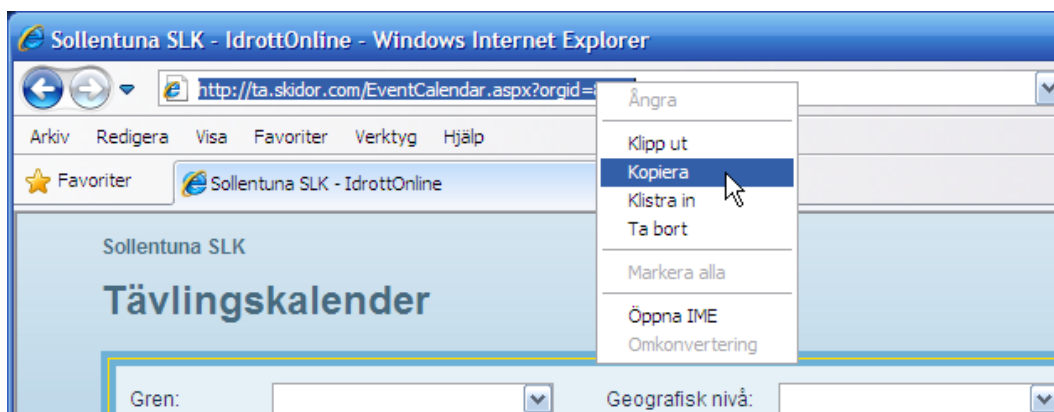 Sollentuna SLK - IdrottOnline - Windows Internet Explorer
http://ta.skidor.com/EventCalendar.aspx?orgid=
Arkiv Redigera Visa Favoriter Verktyg Hjälp
Favoriter Sollentuna SLK - IdrottOnline
Ångra
Klipp ut
Kopiera
Klistra in
Ta bort
Markera alla
Öppna IME
Omkonvertering
Sollentuna SLK
Tävlingskalender
Gren: Geografisk nivå: